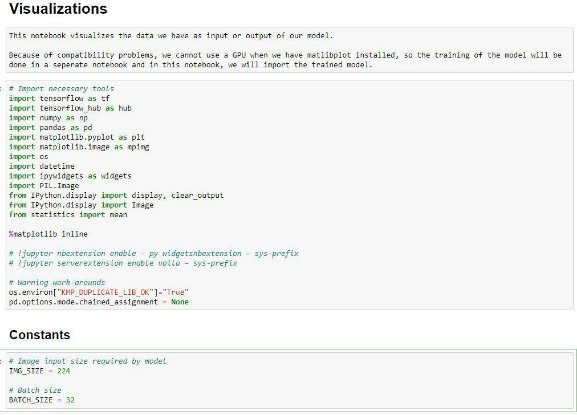 Visualizations
This notebook visualizes the data we have as input or output of our model.
Because of compatibility problems, we cannot use a GPU when we have matlibplot installed, so the training of the model will be
done in a seperate notebook and in this notebook, we will import the trained model.
# Import necessary tools
import tensorflow as tf
import tensorflow_hub as hub
import numpy as np
import pandas as pd
import matplotlib.pyplot as plt
import matplotlib.image as mpimg
import os
import datetime
import ipywidgets as widgets
import PIL.Image
from IPython.display import display, clear_output
from IPython.display import Image
from statistics import mean
%matplotlib inline
# !jupyter nbextension enable - py widgetsnbextension - sys-prefix
# !jupyter serverextension enable voila - sys-prefix
# Warning work-arounds
os.environ["KMP_DUPLICATE_LIB_OK"]="True"
pd.options.mode.chained_assignment = None
Constants
# Image input size required by model
IMG_SIZE = 224
# Batch size
BATCH_SIZE = 32